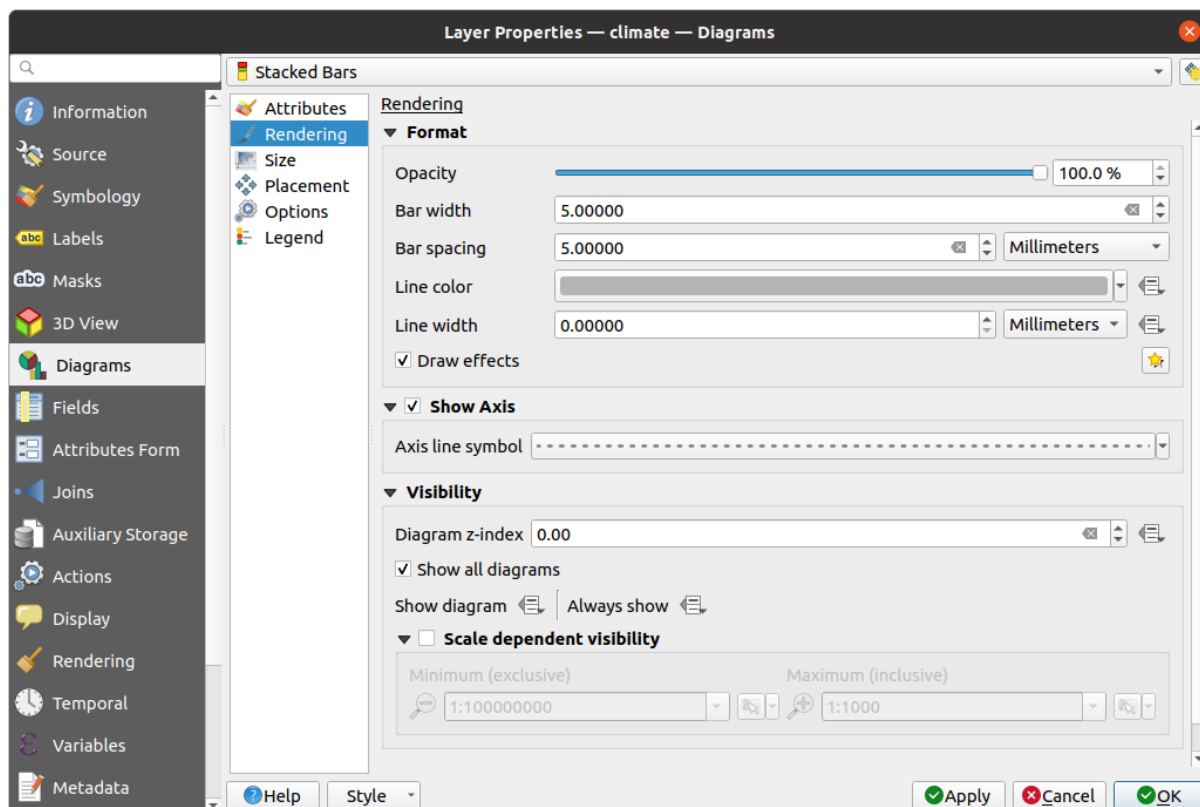 Layer Properties — climate — Diagrams
Stacked Bars
Information
Source
Symbology
abc Labels
abc Masks
3D View
Diagrams
Fields
Attributes Form
Joins
Auxiliary Storage
Actions
Display
Rendering
Temporal
Variables
Metadata
Attributes
Rendering
Size
Placement
Options
Legend
Rendering
Format
Opacity 100.0 %
Bar width 5.00000
Bar spacing 5.00000 Millimeters
Line color
Line width 0.00000 Millimeters
Draw effects
Show Axis
Axis line symbol
Visibility
Diagram z-index 0.00
Show all diagrams
Show diagram Always show
Scale dependent visibility
Minimum (exclusive) Maximum (inclusive)
1:100000000 1:1000
Help Style Apply Cancel OK